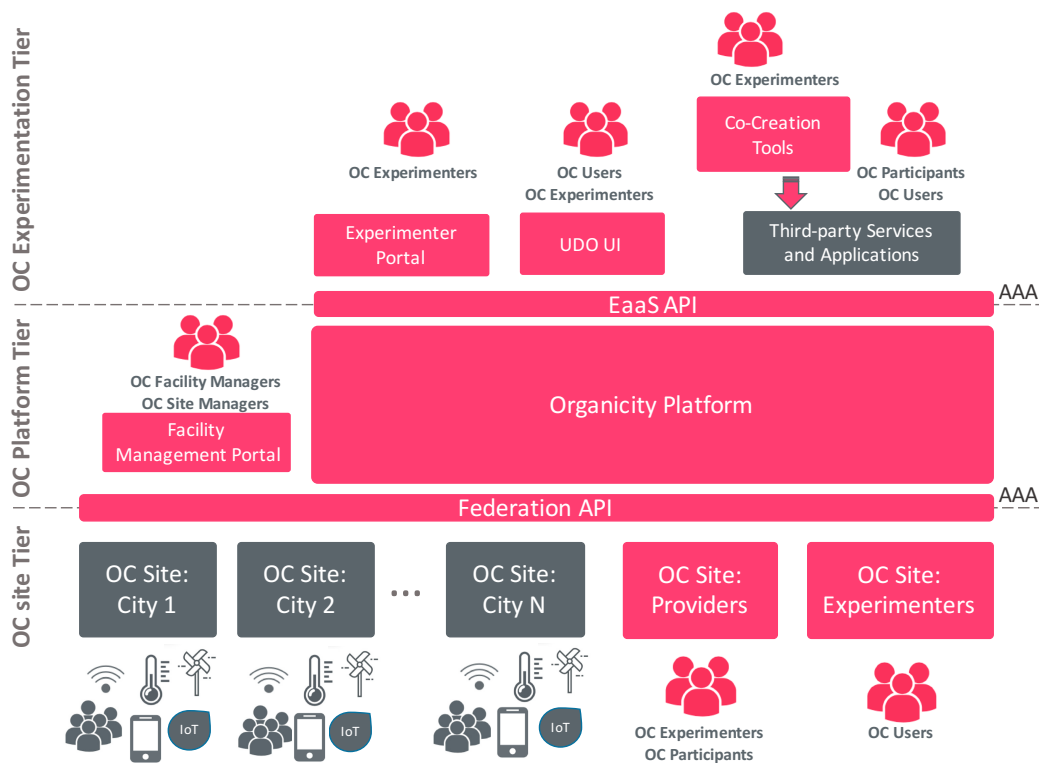 OC Experimentation Tier
OC Experimenters
Co-Creation
Tools
OC Experimenters
OC Users
OC Experimenters
OC Participants
OC Users
Experimenter
Portal
UDO UI
Third-party Services
and Applications
EaaS API
AAA
OC Platform Tier
OC Facility Managers
OC Site Managers
Facility
Management Portal
Organicity Platform
Federation API
AAA
OC site Tier
OC Site:
City 1
OC Site:
City 2
...
OC Site:
City N
OC Site:
Providers
OC Site:
Experimenters
IoT
IoT
IoT
OC Experimenters
OC Participants
OC Users